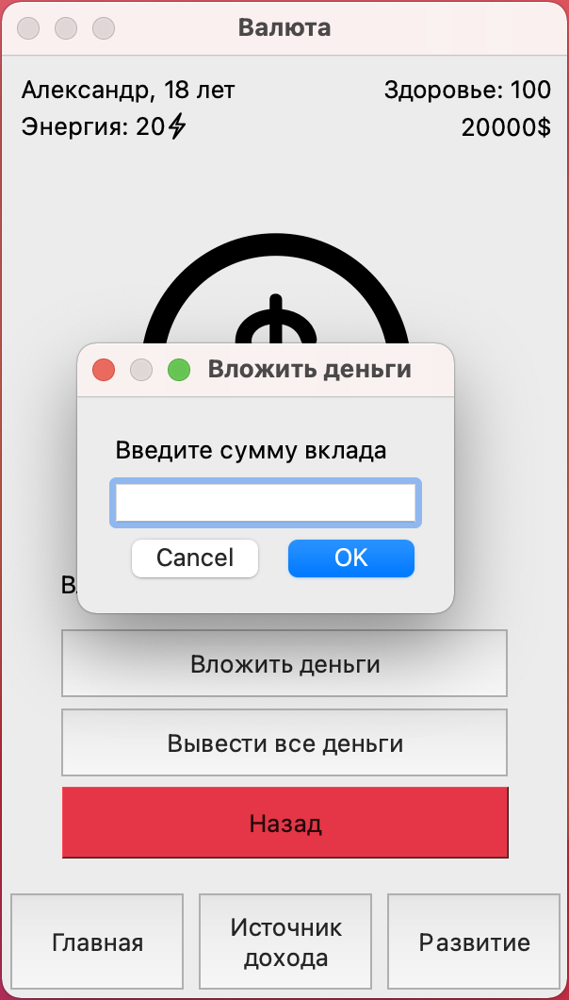 Валюта
Александр, 18 лет
Здоровье: 100
Энергия: 20⚡
20000$
Вложить деньги
Введите сумму вклада
Cancel
OK
Вложить деньги
Вывести все деньги
Назад
Главная
Источник
дохода
Развитие